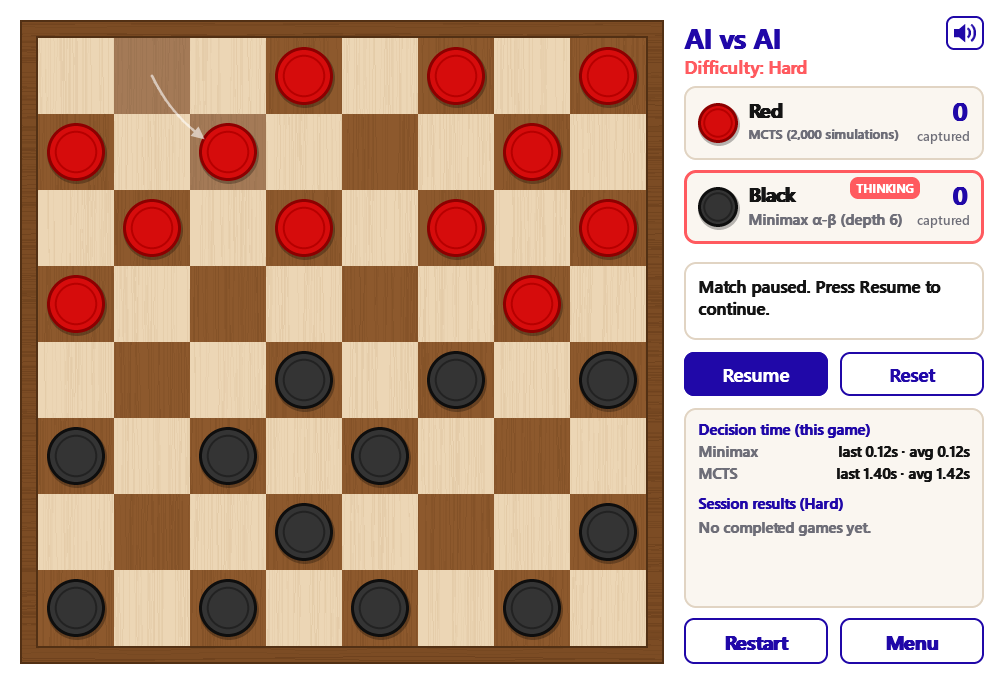 AI vs AI
Difficulty: Hard
Red
MCTS (2,000 simulations)
0
captured
Black
THINKING
Minimax α-β (depth 6)
0
captured
Match paused. Press Resume to
continue.
Resume
Reset
Decision time (this game)
Minimax last 0.12s · avg 0.12s
MCTS last 1.40s · avg 1.42s
Session results (Hard)
No completed games yet.
Restart
Menu